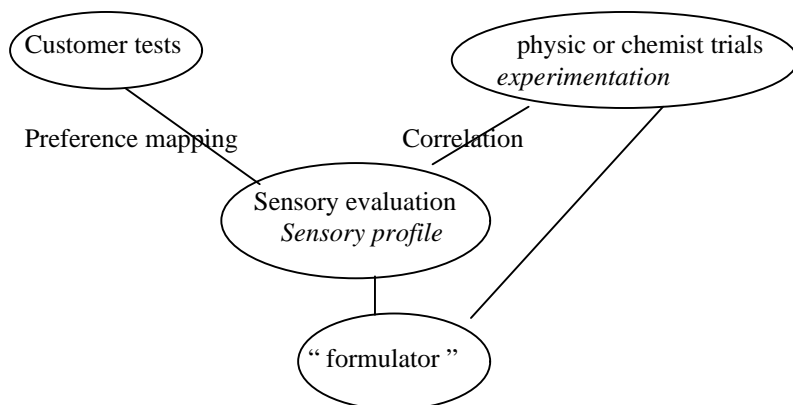 Customer tests
physic or chemist trials
experimentation
Preference mapping
Correlation
Sensory evaluation
Sensory profile
“ formulator ”